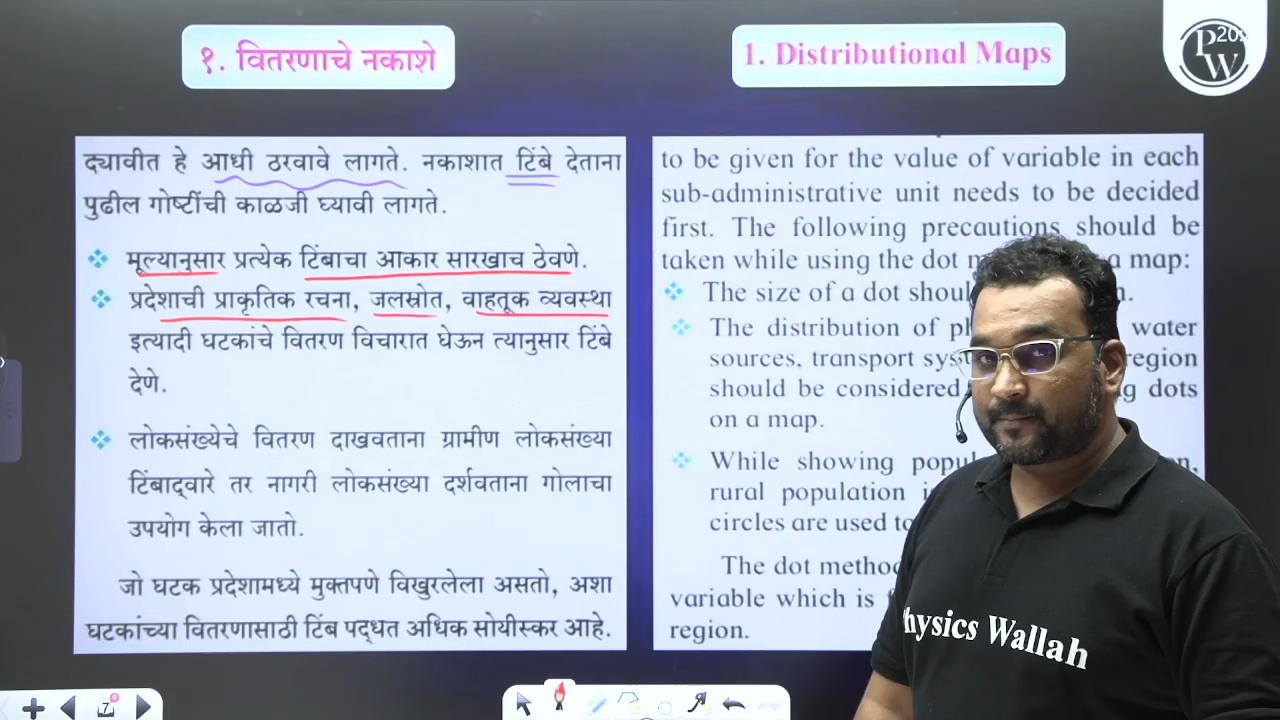 १. वितरणाचे नकाशे
1. Distributional Maps
द्यावीत हे आधी ठरवावे लागते. नकाशात टिंबे देताना
पुढील गोष्टींची काळजी घ्यावी लागते.
मूल्यानुसार प्रत्येक टिंबाचा आकार सारखाच ठेवणे.
प्रदेशाची प्राकृतिक रचना, जलस्रोत, वाहतूक व्यवस्था
इत्यादी घटकांचे वितरण विचारात घेऊन त्यानुसार टिंबे
देणे.
लोकसंख्येचे वितरण दाखवताना ग्रामीण लोकसंख्या
टिंबाद्वारे तर नागरी लोकसंख्या दर्शवताना गोलाचा
उपयोग केला जातो.
जो घटक प्रदेशामध्ये मुक्तपणे विखुरलेला असतो, अशा
घटकांच्या वितरणासाठी टिंब पद्धत अधिक सोयीस्कर आहे.
to be given for the value of variable in each
sub-administrative unit needs to be decided
first. The following precautions should be
taken while using the dot a map:
The size of a dot
The distribution of water
sources, transport region
should be considered dots
on a map.
While showing
rural population
circles are used
The dot
variable which is
region.
PW
Physics Wallah
7